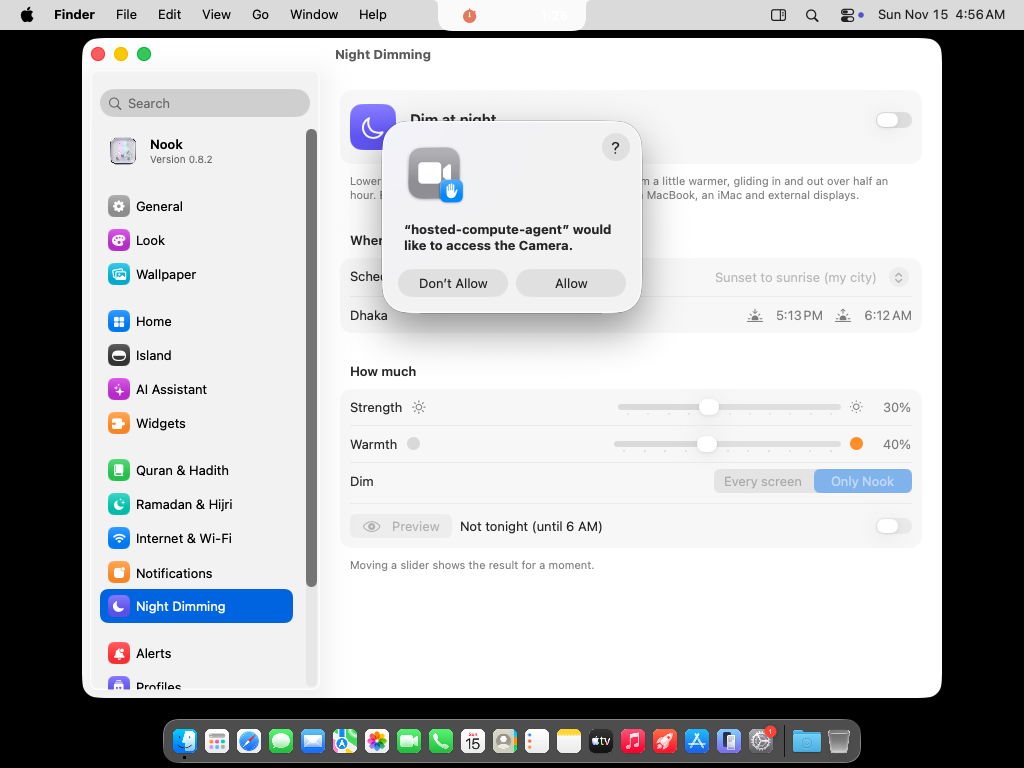 Finder File Edit View Go Window Help
Sun Nov 15 4:56 AM
Night Dimming
Search
Nook
Version 0.8.2
General
Look
Wallpaper
Home
Island
AI Assistant
Widgets
Quran & Hadith
Ramadan & Hijri
Internet & Wi-Fi
Notifications
Night Dimming
Alerts
Profiles
Dim at night
Lower
m a little warmer, gliding in and out over half an
hour.
MacBook, an iMac and external displays.
?
“hosted-compute-agent” would
like to access the Camera.
Don’t Allow
Allow
Sunset to sunrise (my city)
Dhaka
5:13 PM
6:12 AM
How much
Strength
30%
Warmth
40%
Dim
Every screen
Only Nook
Preview
Not tonight (until 6 AM)
Moving a slider shows the result for a moment.
15
tv
1